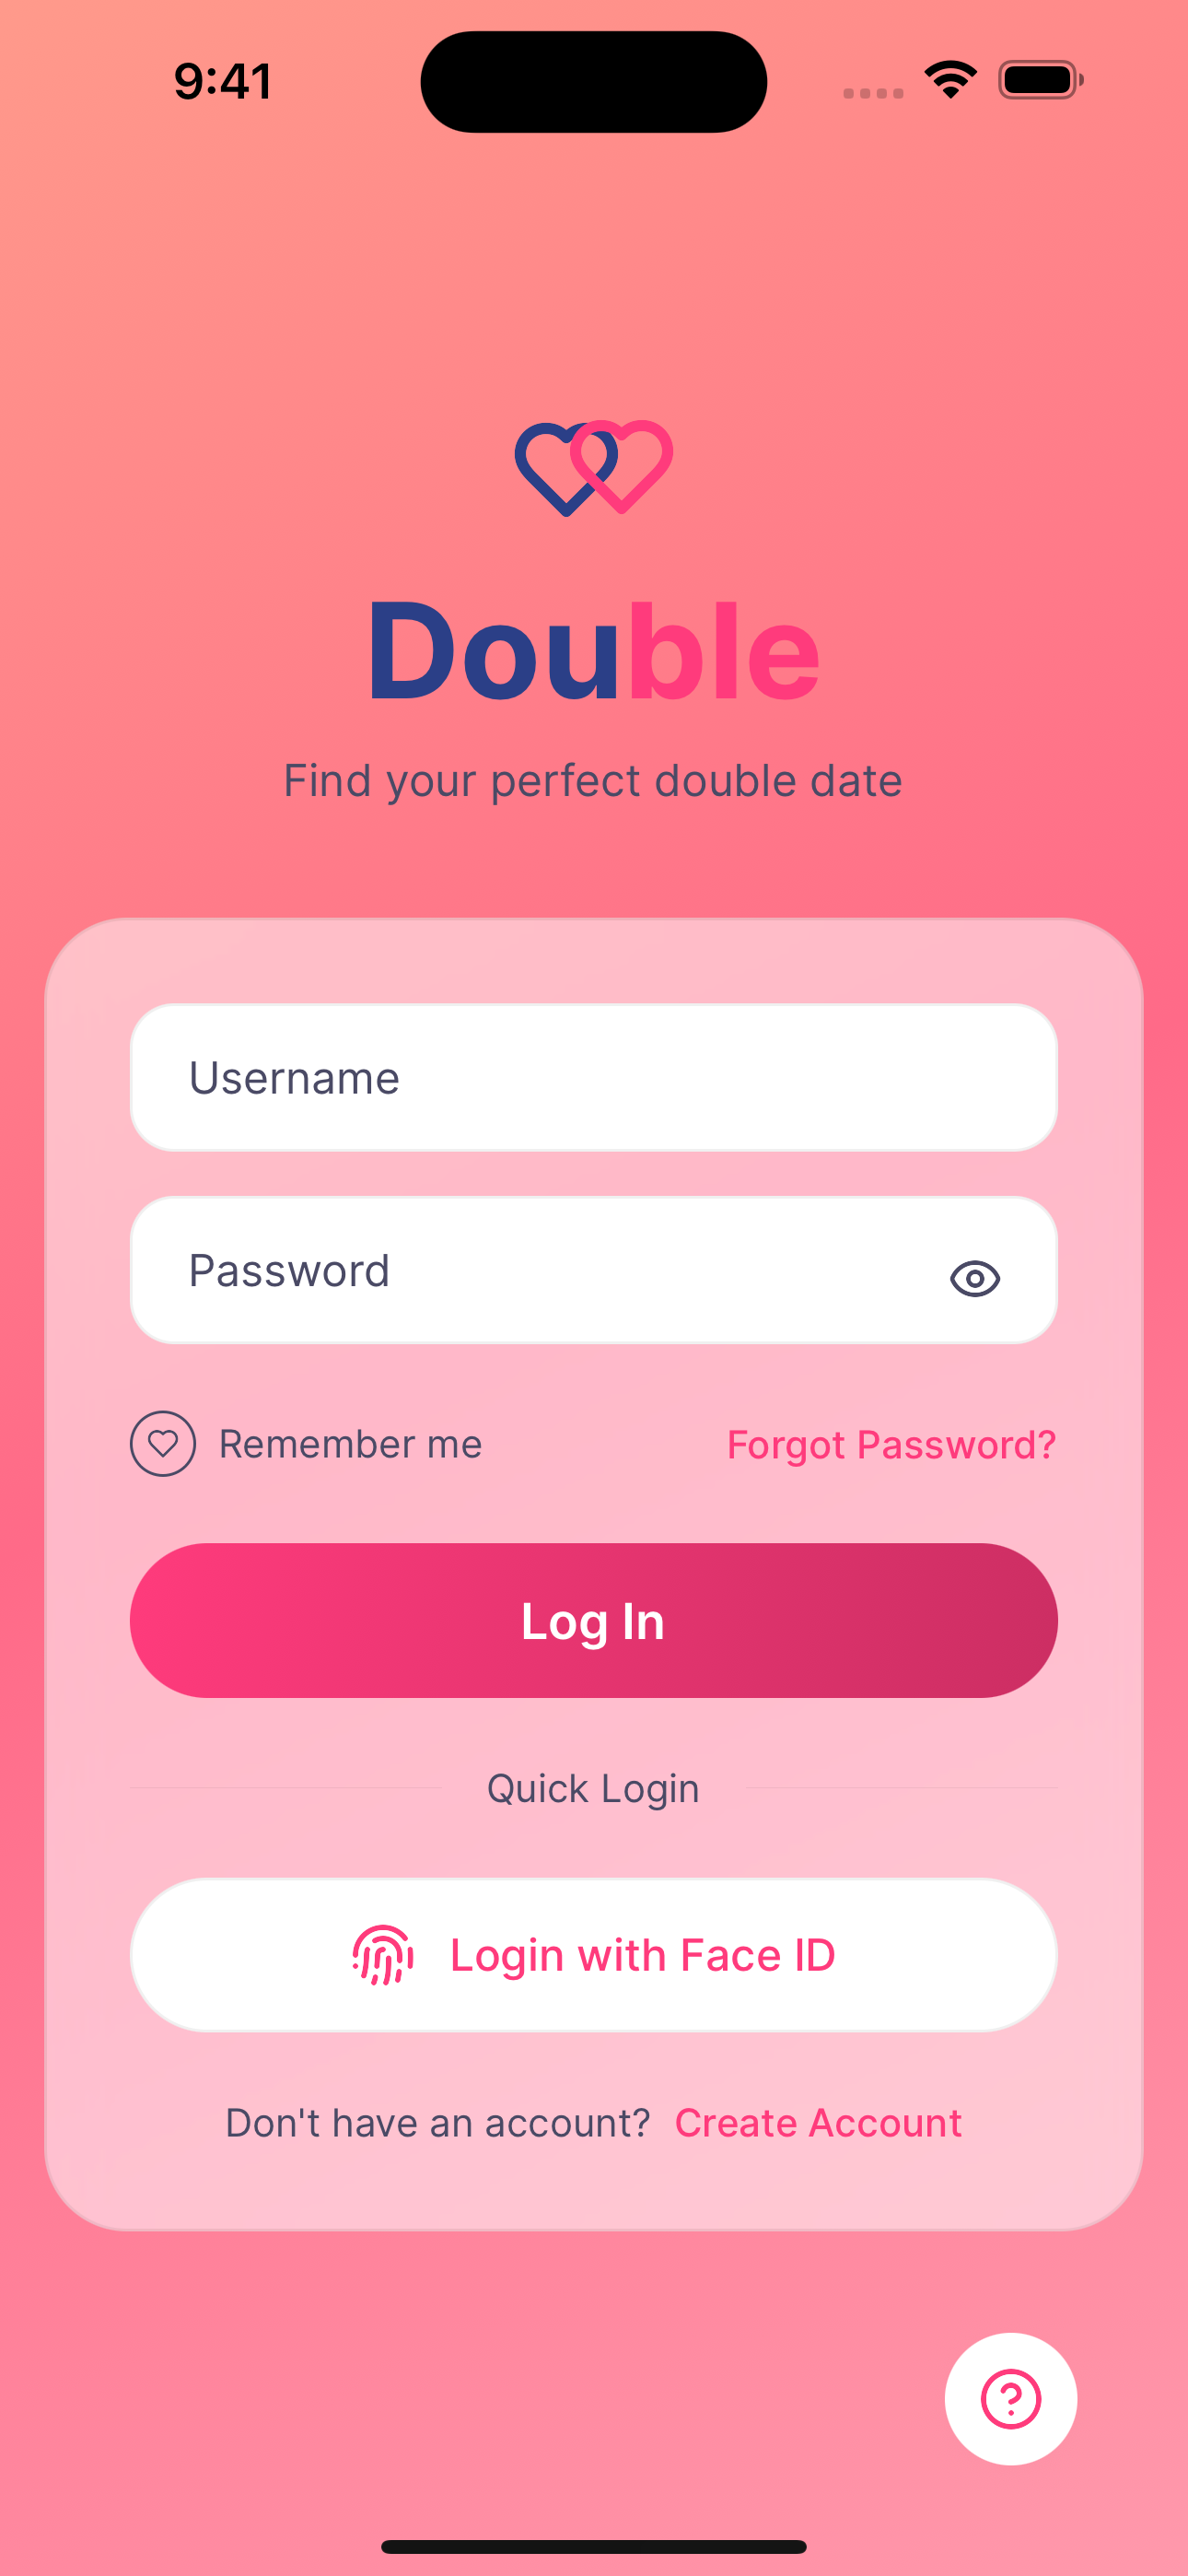 9:41
Double
Find your perfect double date
Username
Password
Remember me
Forgot Password?
Log In
Quick Login
Login with Face ID
Don't have an account? Create Account